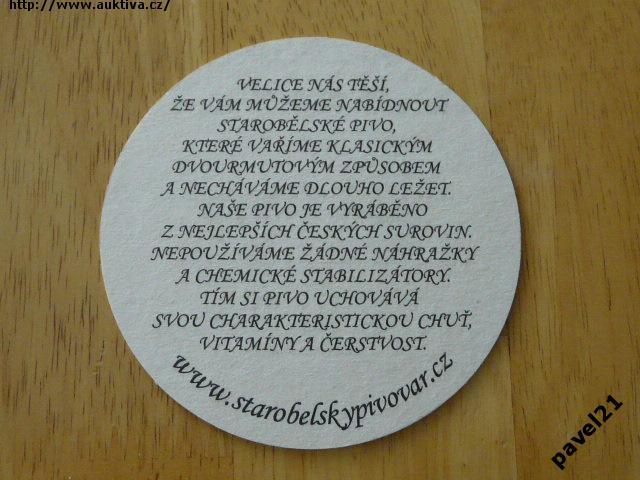 http://www.auktiva.cz/
VELICE NÁS TĚŠÍ,
ŽE VÁM MŮŽEME NABÍDNOUT
STAROBĚLSKÉ PIVO,
KTERÉ VAŘÍME KLASICKÝM
DVOURMUTOVÝM ZPŮSOBEM
A NECHÁVÁME DLOUHO LEŽET.
NAŠE PIVO JE VYRÁBĚNO
Z NEJLEPŠÍCH ČESKÝCH SUROVIN.
NEPOUŽÍVÁME ŽÁDNÉ NÁHRAŽKY
A CHEMICKÉ STABILIZÁTORY.
TÍM SI PIVO UCHOVÁVÁ
SVOU CHARAKTERISTICKOU CHUŤ,
VITAMÍNY A ČERSTVOST.
www.starobelskypivovar.cz
pavel21